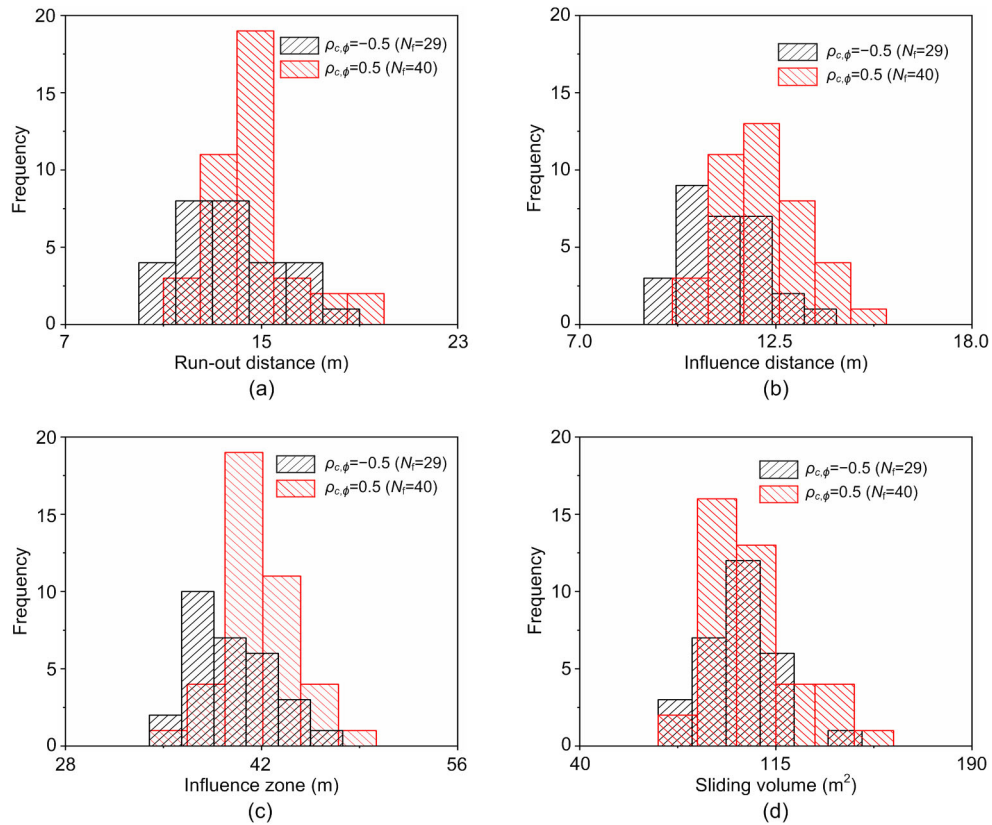 20
15
10
5
0
Frequency
ρc,ϕ=−0.5 (Nf=29)
ρc,ϕ=0.5 (Nf=40)
7 15 23
Run-out distance (m)
(a)
20
15
10
5
0
Frequency
ρc,ϕ=−0.5 (Nf=29)
ρc,ϕ=0.5 (Nf=40)
7.0 12.5 18.0
Influence distance (m)
(b)
20
15
10
5
0
Frequency
ρc,ϕ=−0.5 (Nf=29)
ρc,ϕ=0.5 (Nf=40)
28 42 56
Influence zone (m)
(c)
20
15
10
5
0
Frequency
ρc,ϕ=−0.5 (Nf=29)
ρc,ϕ=0.5 (Nf=40)
40 115 190
Sliding volume (m²)
(d)